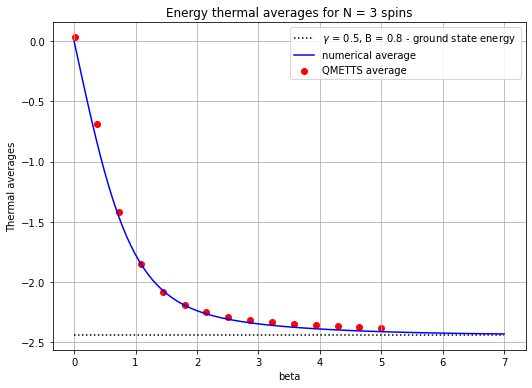 Energy thermal averages for N = 3 spins
γ = 0.5, B = 0.8 - ground state energy
numerical average
QMETTS average
Thermal averages
0.0
−0.5
−1.0
−1.5
−2.0
−2.5
0 1 2 3 4 5 6 7
beta